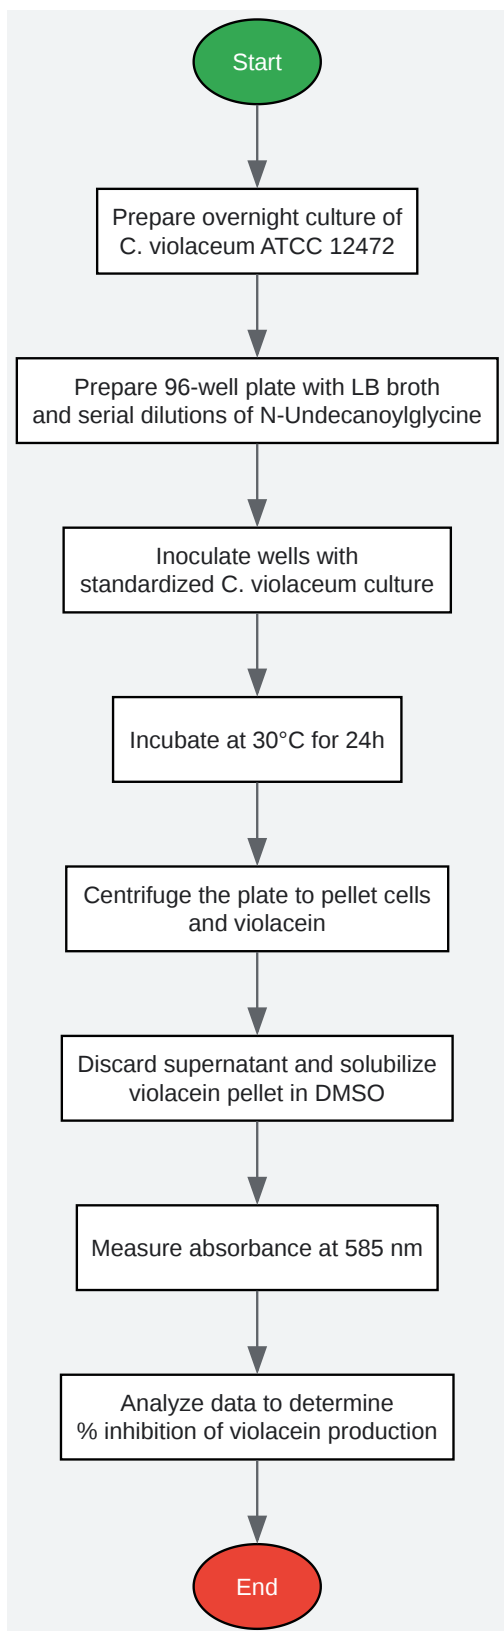 Start
Prepare overnight culture of
C. violaceum ATCC 12472
Prepare 96-well plate with LB broth
and serial dilutions of N-Undecanoylglycine
Inoculate wells with
standardized C. violaceum culture
Incubate at 30°C for 24h
Centrifuge the plate to pellet cells
and violacein
Discard supernatant and solubilize
violacein pellet in DMSO
Measure absorbance at 585 nm
Analyze data to determine
% inhibition of violacein production
End